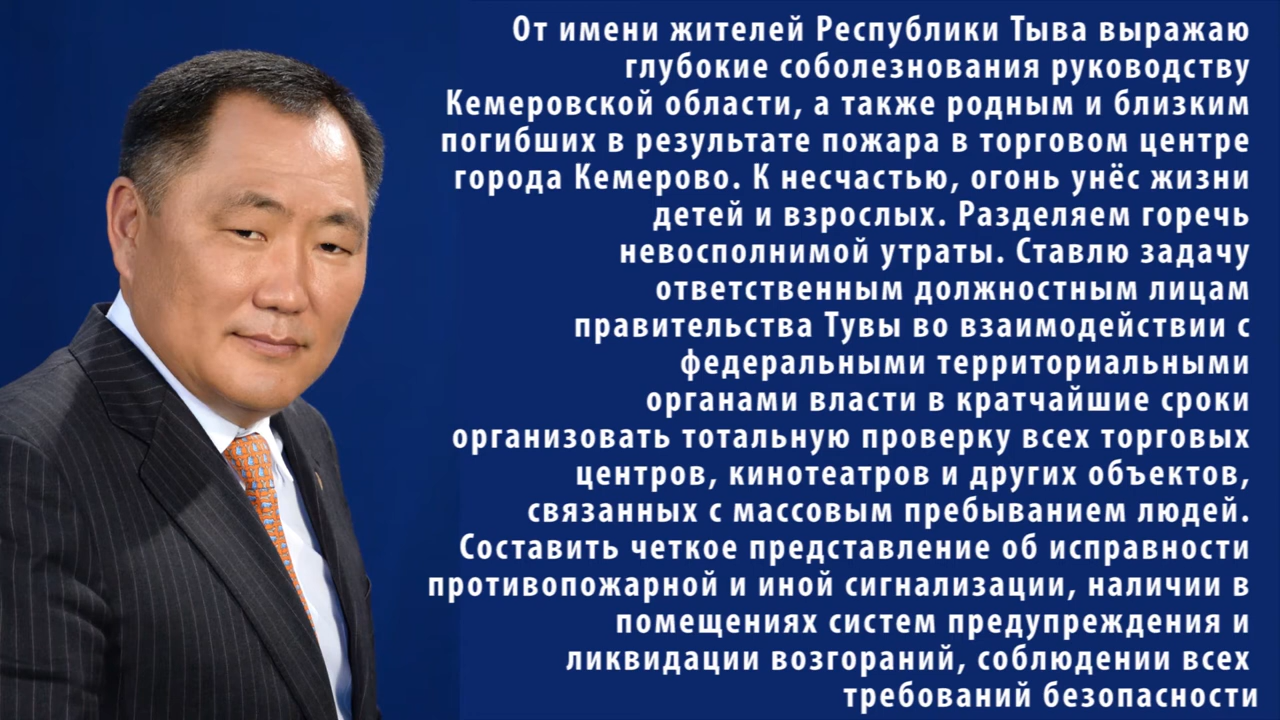 От имени жителей Республики Тыва выражаю
глубокие соболезнования руководству
Кемеровской области, а также родным и близким
погибших в результате пожара в торговом центре
города Кемерово. К несчастью, огонь унёс жизни
детей и взрослых. Разделяем горечь
невосполнимой утраты. Ставлю задачу
ответственным должностным лицам
правительства Тувы во взаимодействии с
федеральными территориальными
органами власти в кратчайшие сроки
организовать тотальную проверку всех торговых
центров, кинотеатров и других объектов,
связанных с массовым пребыванием людей.
Составить четкое представление об исправности
противопожарной и иной сигнализации, наличии в
помещениях систем предупреждения и
ликвидации возгораний, соблюдении всех
требований безопасности